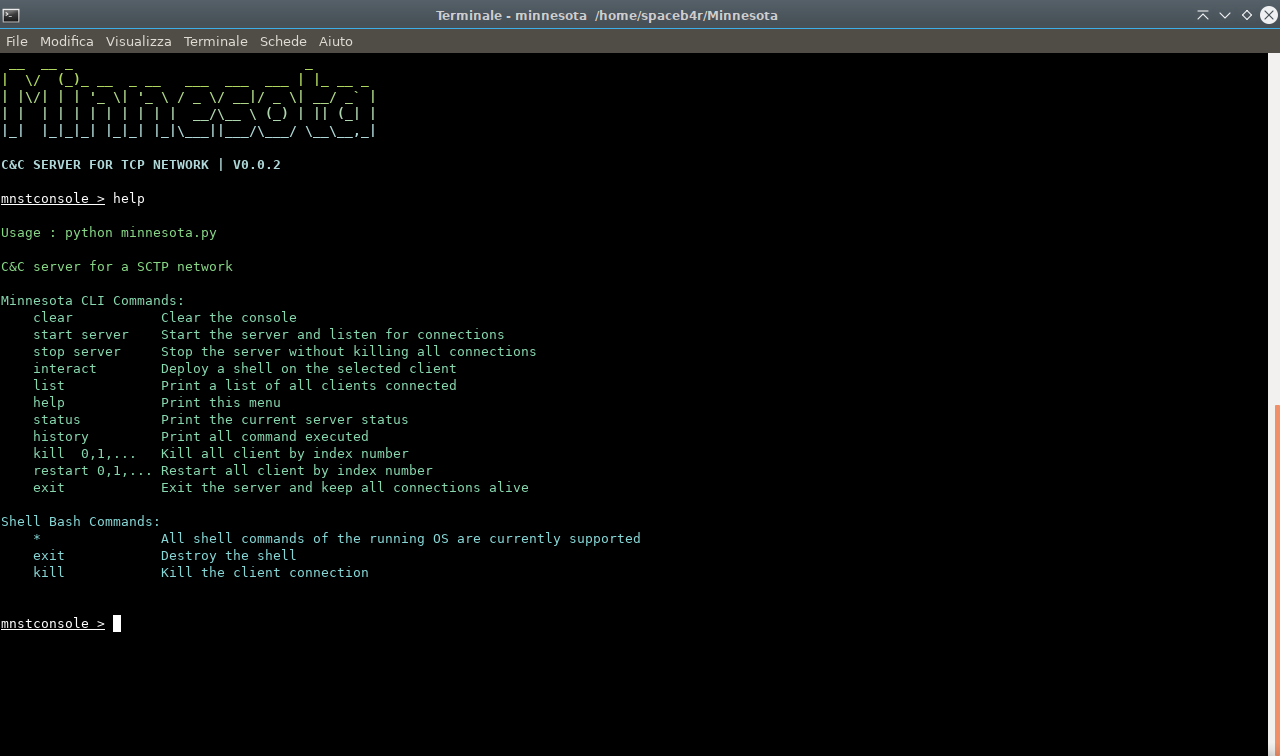 Terminale - minnesota  /home/spaceb4r/Minnesota
File Modifica Visualizza Terminale Schede Aiuto
Minnesota
C&C SERVER FOR TCP NETWORK | V0.0.2
mnstconsole > help
Usage : python minnesota.py
C&C server for a SCTP network
Minnesota CLI Commands:
clear Clear the console
start server Start the server and listen for connections
stop server Stop the server without killing all connections
interact Deploy a shell on the selected client
list Print a list of all clients connected
help Print this menu
status Print the current server status
history Print all command executed
kill  0,1,... Kill all client by index number
restart 0,1,... Restart all client by index number
exit Exit the server and keep all connections alive
Shell Bash Commands:
* All shell commands of the running OS are currently supported
exit Destroy the shell
kill Kill the client connection
mnstconsole >